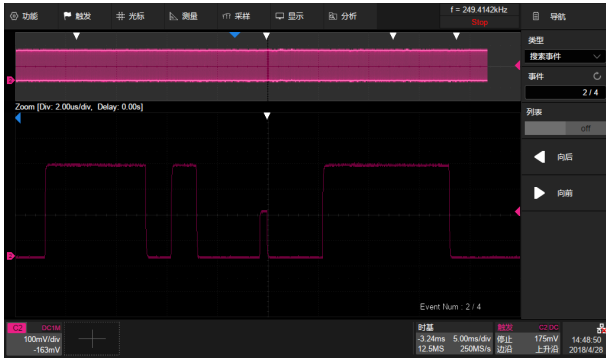 功能 触发 光标 测量 采样 显示 分析 f = 249.4142kHz
Stop
导航
类型
搜素事件
事件
2 / 4
列表
off
向后
向前
Zoom [Div: 2.00us/div, Delay: 0.00s]
Event Num : 2 / 4
C2 DC1M
100mV/div
-163mV
时基
-3.24ms 5.00ms/div
12.5MS 250MS/s
触发 C2 DC
停止 175mV
边沿 上升沿
14:48:50
2018/4/28